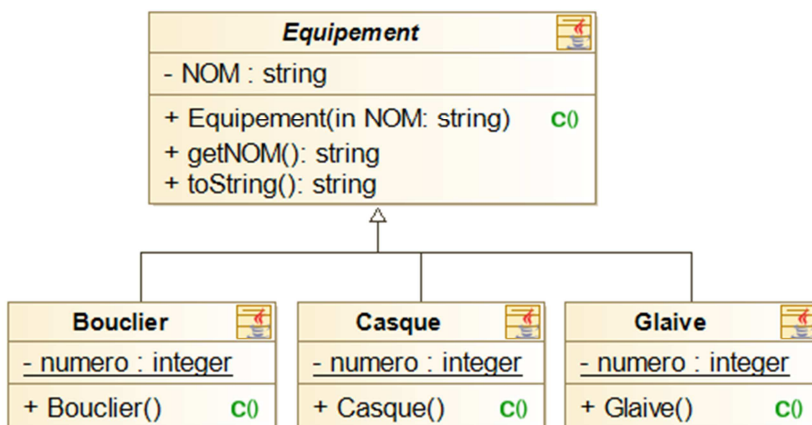 Equipement
- NOM : string
+ Equipement(in NOM: string) C()
+ getNOM(): string
+ toString(): string
Bouclier
- numero : integer
+ Bouclier() C()
Casque
- numero : integer
+ Casque() C()
Glaive
- numero : integer
+ Glaive() C()